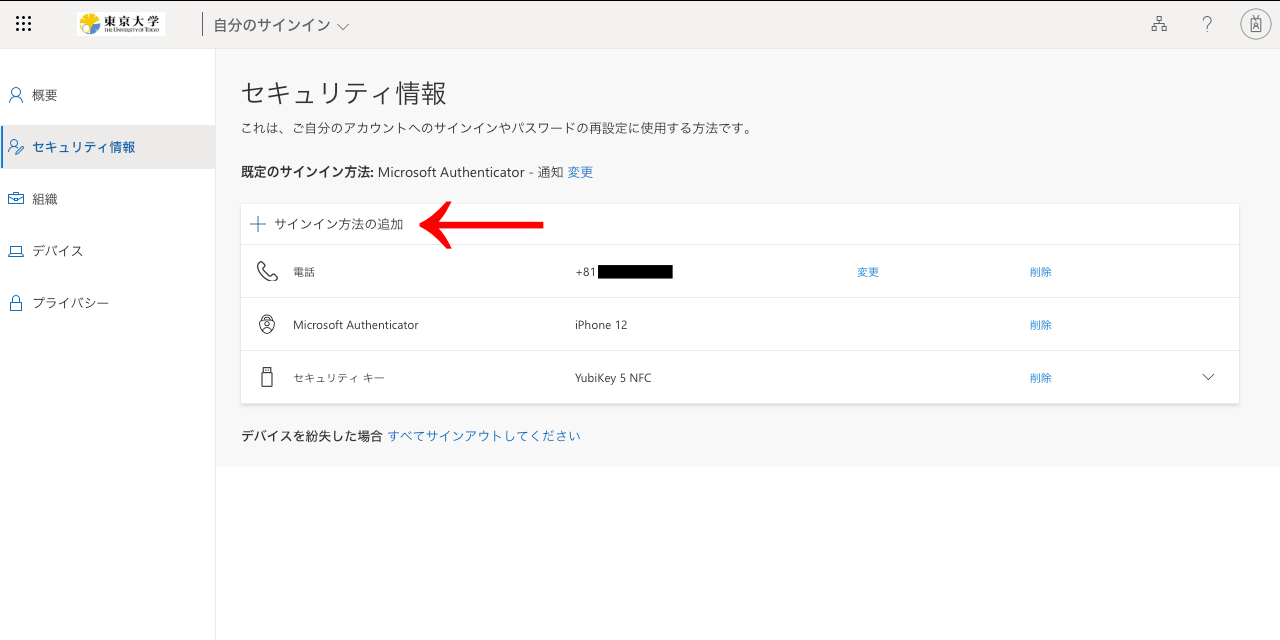 東京大学
THE UNIVERSITY OF TOKYO
自分のサインイン
?
概要
セキュリティ情報
組織
デバイス
プライバシー
セキュリティ情報
これは、ご自分のアカウントへのサインインやパスワードの再設定に使用する方法です。
既定のサインイン方法: Microsoft Authenticator - 通知 変更
サインイン方法の追加
電話 +81 変更 削除
Microsoft Authenticator iPhone 12 削除
セキュリティ キー YubiKey 5 NFC 削除
デバイスを紛失した場合 すべてサインアウトしてください